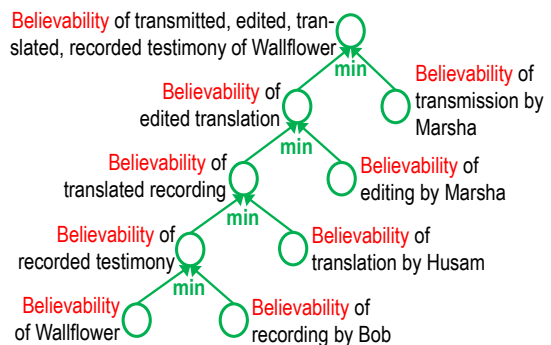 Believability of transmitted, edited, tran-
slated, recorded testimony of Wallflower
min
Believability of
transmission by
Marsha
Believability of
edited translation
min
Believability of
editing by Marsha
Believability of
translated recording
min
Believability of
translation by Husam
Believability of
recorded testimony
min
Believability
of Wallflower
Believability of
recording by Bob